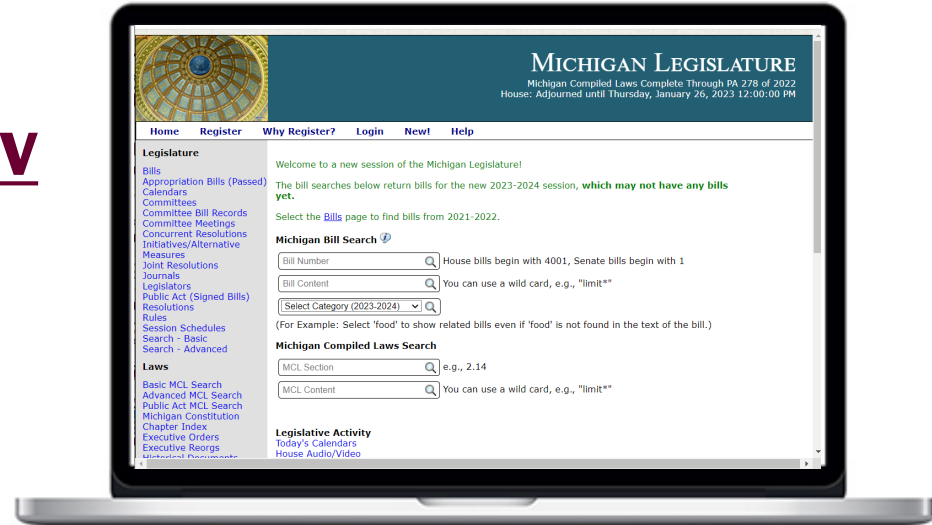 V
MICHIGAN LEGISLATURE
Michigan Compiled Laws Complete Through PA 278 of 2022
House: Adjourned until Thursday, January 26, 2023 12:00:00 PM
Home Register Why Register? Login New! Help
Legislature
Bills
Appropriation Bills (Passed)
Calendars
Committees
Committee Bill Records
Committee Meetings
Concurrent Resolutions
Initiatives/Alternative
Measures
Joint Resolutions
Journals
Legislators
Public Act (Signed Bills)
Resolutions
Rules
Session Schedules
Search - Basic
Search - Advanced
Laws
Basic MCL Search
Advanced MCL Search
Public Act MCL Search
Michigan Constitution
Chapter Index
Executive Orders
Executive Reorgs
Historical Documents
Welcome to a new session of the Michigan Legislature!
The bill searches below return bills for the new 2023-2024 session, which may not have any bills
yet.
Select the Bills page to find bills from 2021-2022.
Michigan Bill Search
Bill Number House bills begin with 4001, Senate bills begin with 1
Bill Content You can use a wild card, e.g., "limit*"
Select Category (2023-2024)
(For Example: Select 'food' to show related bills even if 'food' is not found in the text of the bill.)
Michigan Compiled Laws Search
MCL Section e.g., 2.14
MCL Content You can use a wild card, e.g., "limit*"
Legislative Activity
Today's Calendars
House Audio/Video